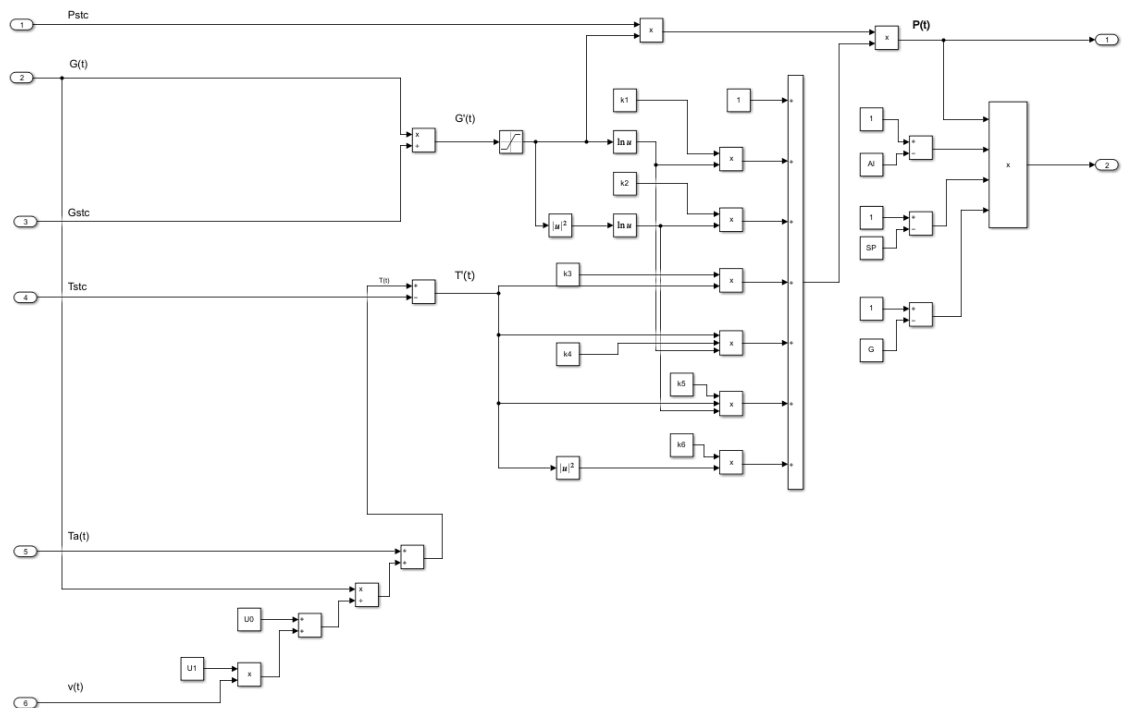 Pstc
1
x
P(t)
x
1
G(t)
2
k1
1
+
G'(t)
x
÷
ln u
x
+
1
+
−
AI
x
2
k2
Gstc
3
|u|²
ln u
x
+
1
+
−
SP
Tstc
4
T(t)
+
−
T'(t)
k3
x
+
1
+
−
G
k4
x
+
k5
x
+
k6
|u|²
x
+
Ta(t)
5
+
+
x
÷
U0
+
+
U1
x
v(t)
6